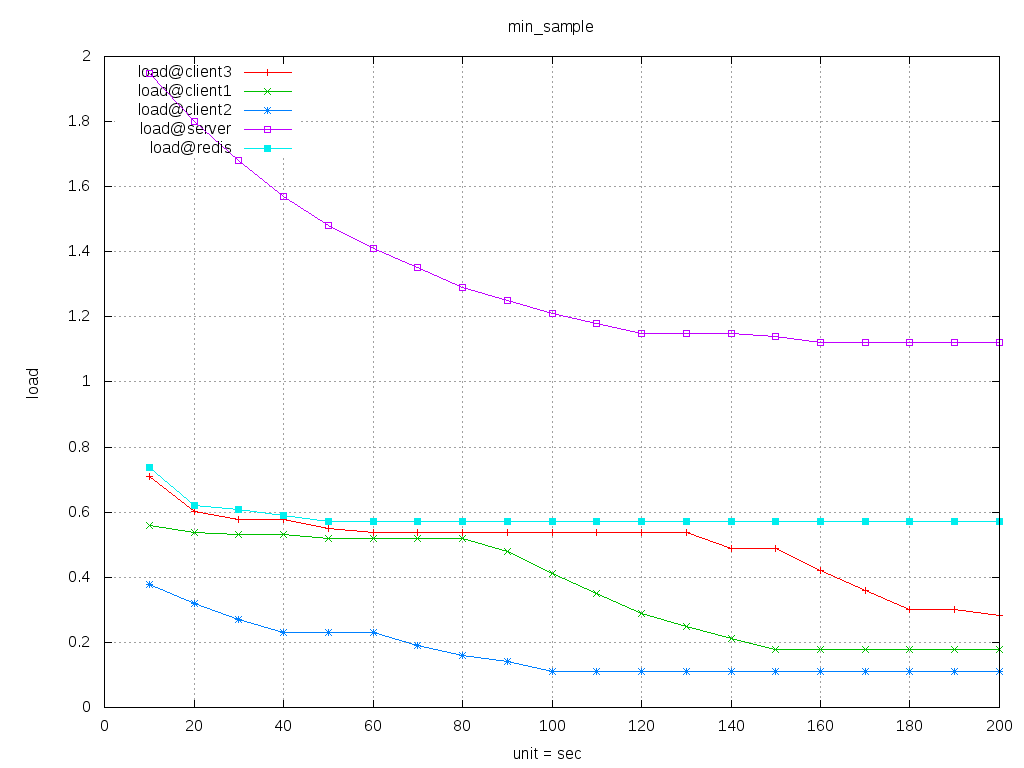 min_sample
2
load@client3
load@client1
1.8
load@client2
load@server
load@redis
1.6
1.4
1.2
load
1
0.8
0.6
0.4
0.2
0
0 20 40 60 80 100 120 140 160 180 200
unit = sec